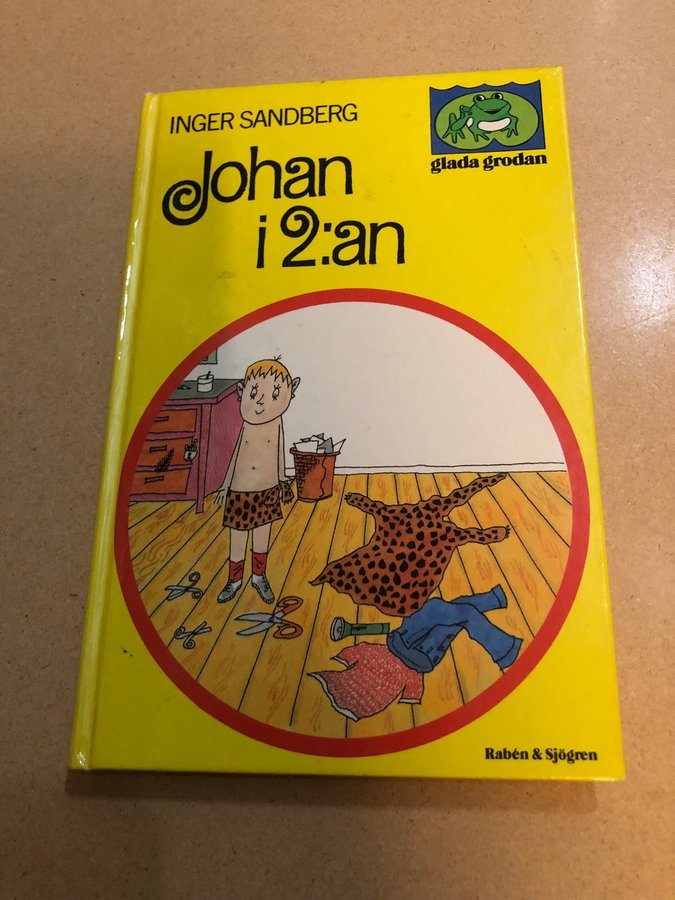 INGER SANDBERG
glada grodan
Johan
i 2:an
Rabén & Sjögren